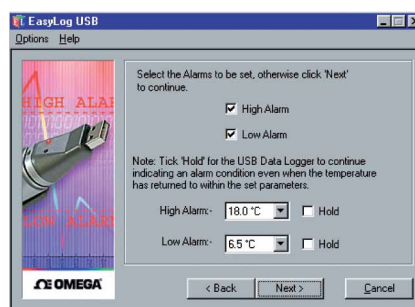 EasyLog USB
Options Help
HIGH ALAR
LOW ALARM
Select the Alarms to be set, otherwise click 'Next'
to continue.
High Alarm
Low Alarm
Note: Tick 'Hold' for the USB Data Logger to continue
indicating an alarm condition even when the temperature
has returned to within the set parameters.
High Alarm:- 18.0 °C Hold
Low Alarm:- 6.5 °C Hold
OMEGA
< Back Next > Cancel